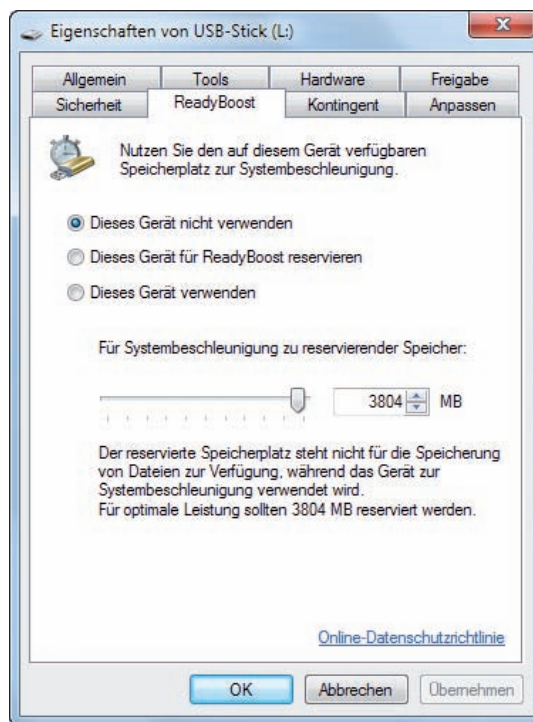 Eigenschaften von USB-Stick (L:)
Allgemein Tools Hardware Freigabe
Sicherheit ReadyBoost Kontingent Anpassen
Nutzen Sie den auf diesem Gerät verfügbaren
Speicherplatz zur Systembeschleunigung.
Dieses Gerät nicht verwenden
Dieses Gerät für ReadyBoost reservieren
Dieses Gerät verwenden
Für Systembeschleunigung zu reservierender Speicher:
3804 MB
Der reservierte Speicherplatz steht nicht für die Speicherung
von Dateien zur Verfügung, während das Gerät zur
Systembeschleunigung verwendet wird.
Für optimale Leistung sollten 3804 MB reserviert werden.
Online-Datenschutzrichtlinie
OK Abbrechen Übernehmen